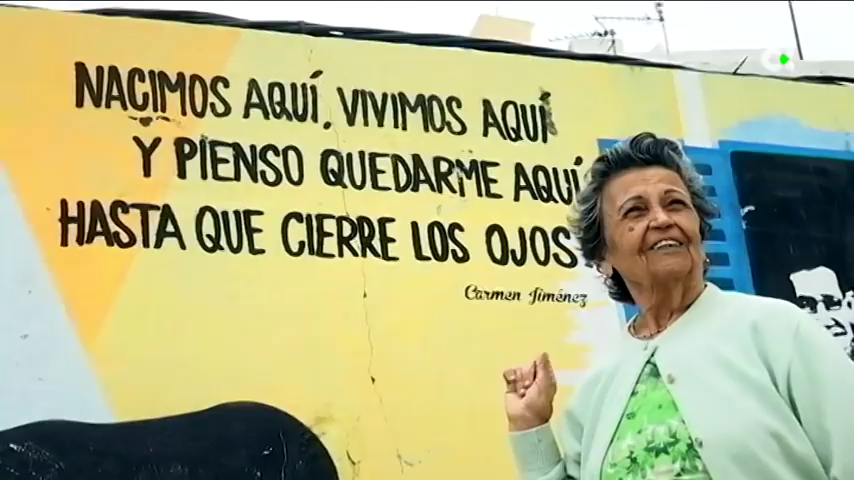 NACIMOS AQUÍ, VIVIMOS AQUÍ
Y PIENSO QUEDARME AQUÍ
HASTA QUE CIERRE LOS OJOS
Carmen Jiménez